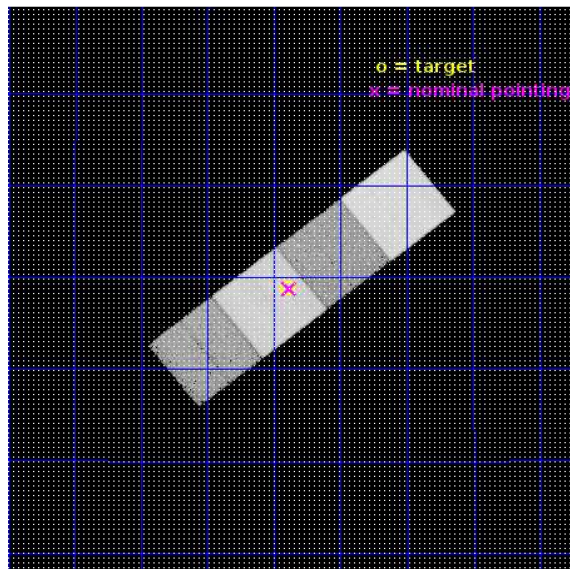 o = target
x = nominal pointing